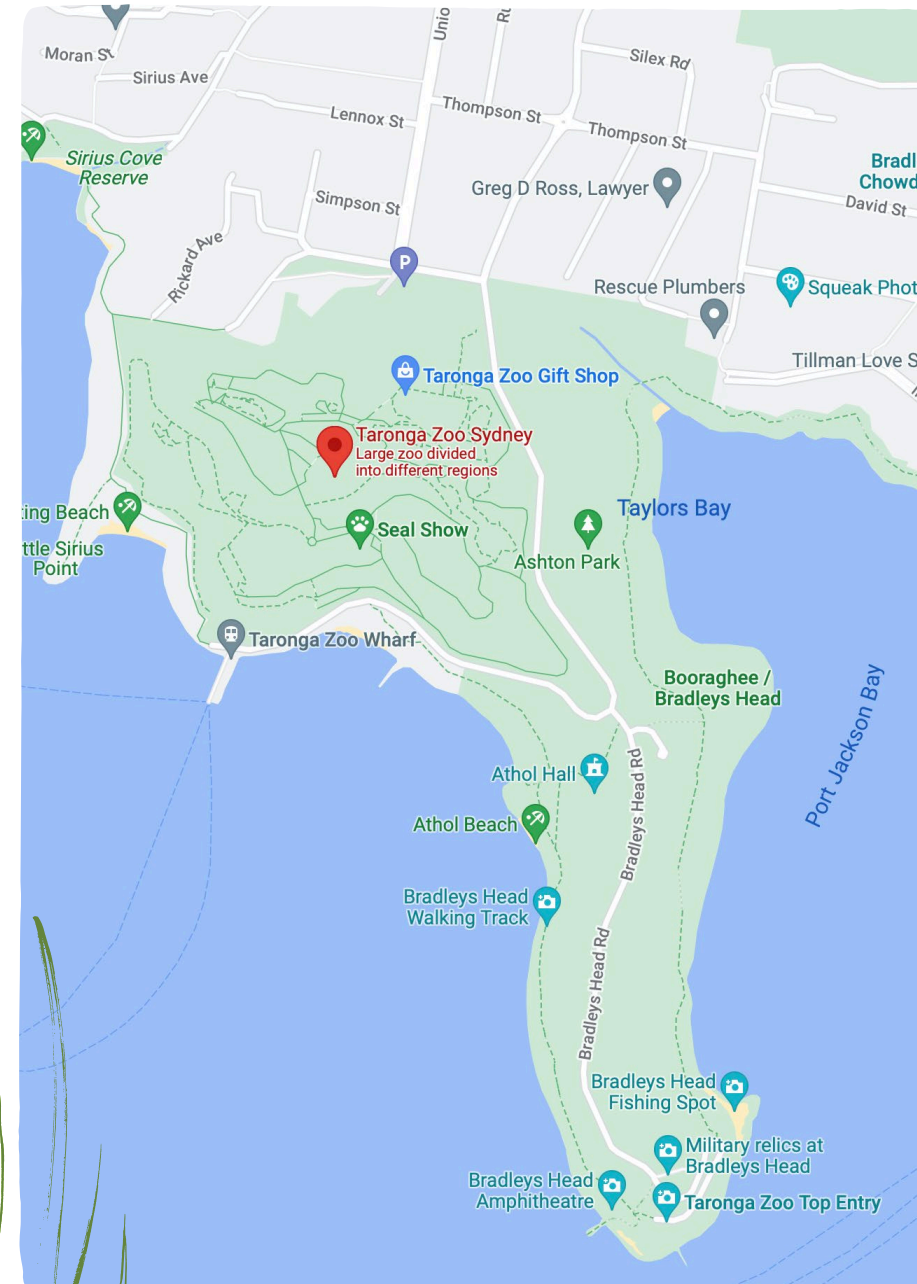 Unio
Ru
Moran St
Sirius Ave
Silex Rd
Lennox St
Thompson St
Thompson St
Sirius Cove
Reserve
Bradl
Chowd
Greg D Ross, Lawyer
Simpson St
David St
Rickard Ave
P
Rescue Plumbers
Squeak Phot
Tillman Love S
Taronga Zoo Gift Shop
Taronga Zoo Sydney
Large zoo divided
into different regions
ting Beach
Seal Show
Taylors Bay
ttle Sirius
Point
Ashton Park
Taronga Zoo Wharf
Booraghee /
Bradleys Head
Port Jackson Bay
Athol Hall
Bradleys Head Rd
Athol Beach
Bradleys Head
Walking Track
Bradleys Head Rd
Bradleys Head
Fishing Spot
Military relics at
Bradleys Head
Bradleys Head
Amphitheatre
Taronga Zoo Top Entry